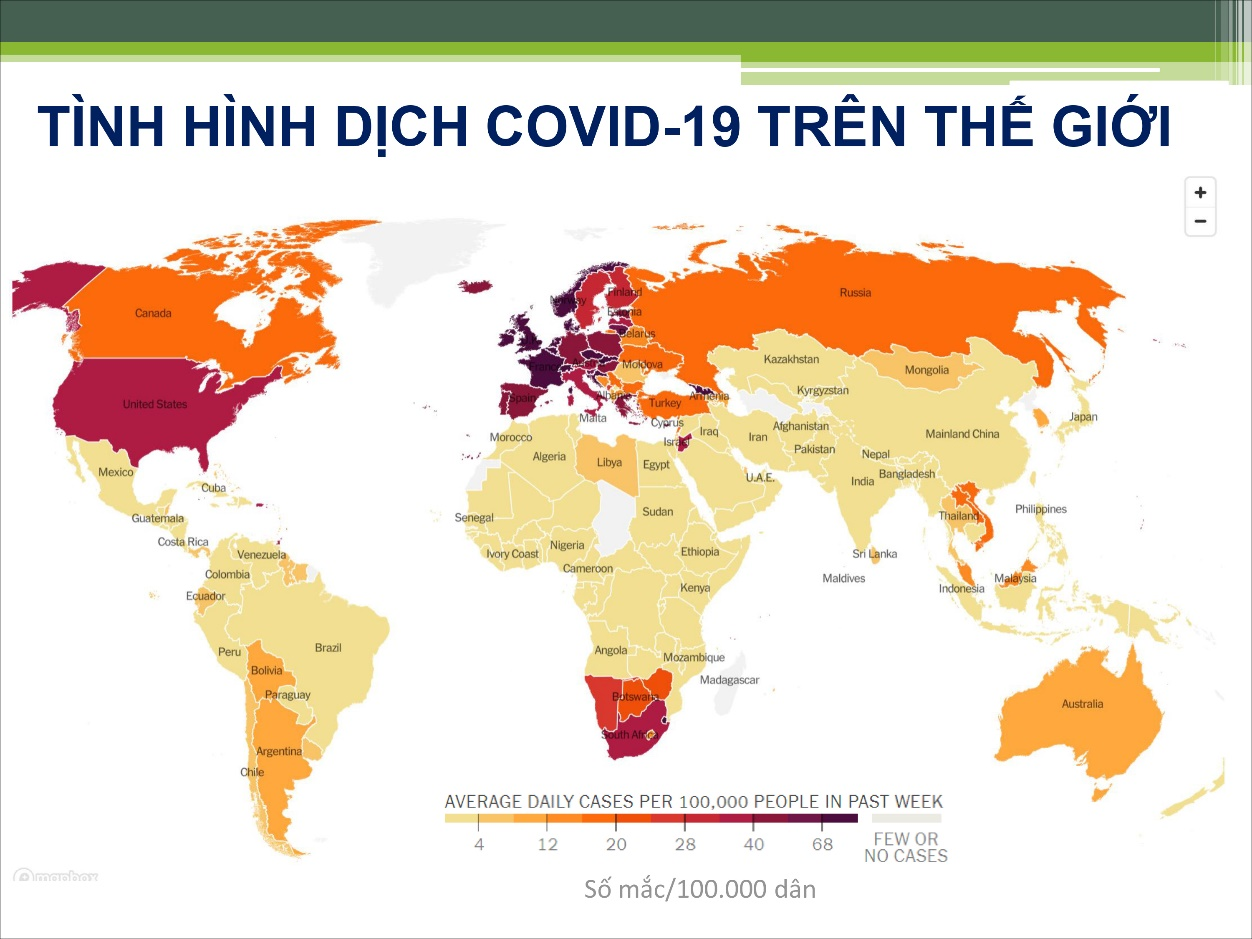 TÌNH HÌNH DỊCH COVID-19 TRÊN THẾ GIỚI
+
−
Canada
Russia
Norway
Finland
Estonia
Belarus
Moldova
France
Spain
Albania
Armenia
Turkey
Malta
Cyprus
Israel
Iraq
Iran
Kazakhstan
Kyrgyzstan
Mongolia
Afghanistan
Pakistan
Mainland China
Japan
Nepal
India
Bangladesh
United States
Mexico
Cuba
Guatemala
Costa Rica
Venezuela
Colombia
Ecuador
Peru
Brazil
Bolivia
Paraguay
Argentina
Chile
Morocco
Algeria
Libya
Egypt
U.A.E.
Senegal
Sudan
Ivory Coast
Nigeria
Cameroon
Ethiopia
Kenya
Angola
Mozambique
Madagascar
Botswana
South Africa
Sri Lanka
Maldives
Thailand
Philippines
Malaysia
Indonesia
Australia
AVERAGE DAILY CASES PER 100,000 PEOPLE IN PAST WEEK
4 12 20 28 40 68
FEW OR
NO CASES
mapbox
Số mắc/100.000 dân